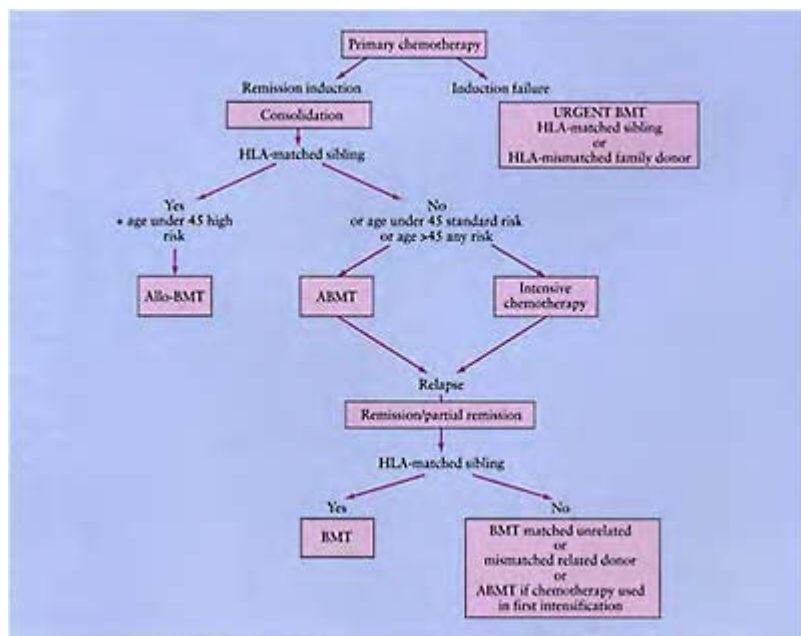 Primary chemotherapy
Remission induction
Induction failure
Consolidation
URGENT BMT
HLA-matched sibling
or
HLA-mismatched family donor
HLA-matched sibling
Yes
+ age under 45 high
risk
No
or age under 45 standard risk
or age >45 any risk
Allo-BMT
ABMT
Intensive
chemotherapy
Relapse
Remission/partial remission
HLA-matched sibling
Yes
No
BMT
BMT matched unrelated
or
mismatched related donor
or
ABMT if chemotherapy used
in first intensification